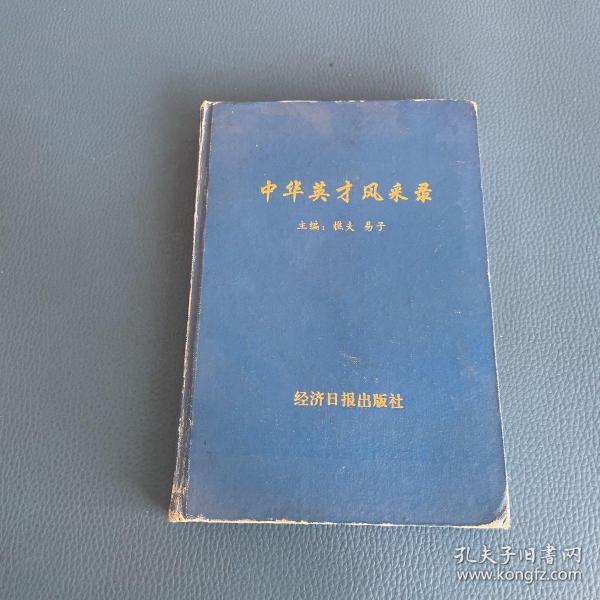 中华英才风采录
主编：樵夫 易子
经济日报出版社
孔夫子旧书网
www.kongfz.com